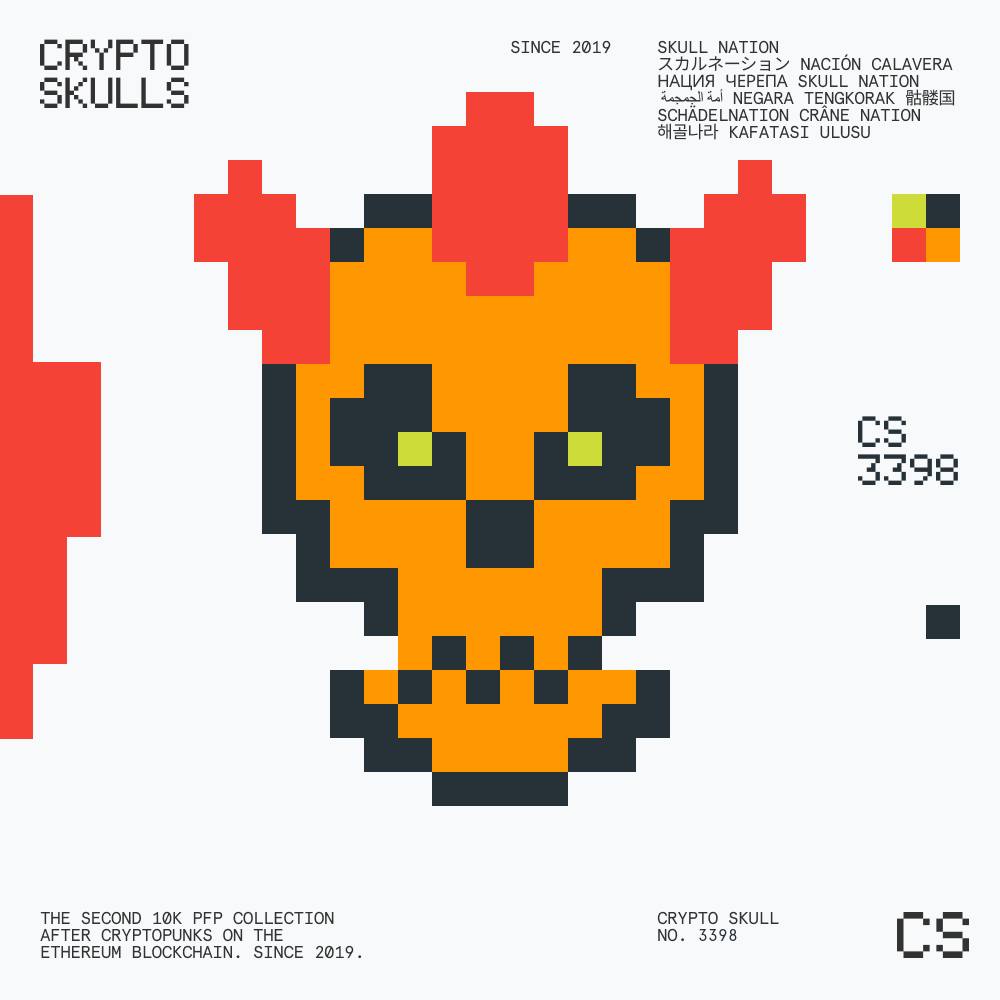 CRYPTO
SKULLS
SINCE 2019
SKULL NATION
スカルネーション NACIÓN CALAVERA
НАЦИЯ ЧЕРЕПА SKULL NATION
أمة الجمجمة NEGARA TENGKORAK 骷髅国
SCHÄDELNATION CRÂNE NATION
해골나라 KAFATASI ULUSU
CS
3398
THE SECOND 10K PFP COLLECTION
AFTER CRYPTOPUNKS ON THE
ETHEREUM BLOCKCHAIN. SINCE 2019.
CRYPTO SKULL
NO. 3398
CS